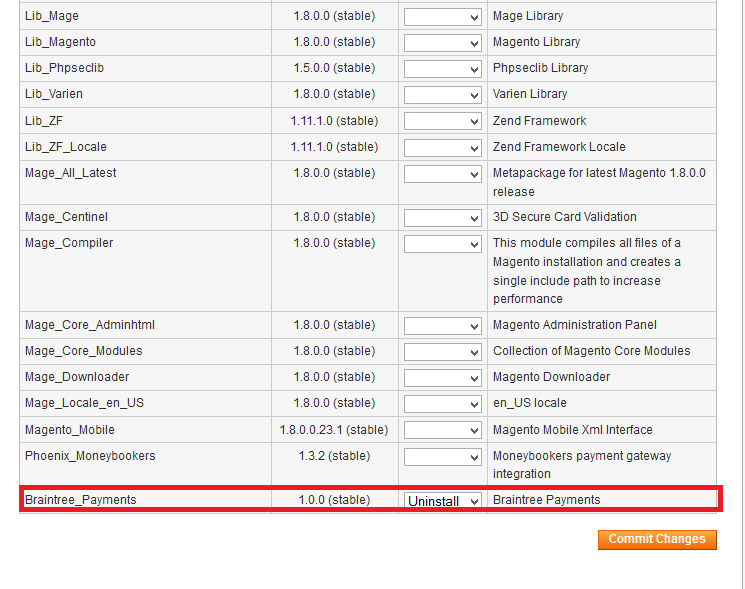 Lib_Mage 1.8.0.0 (stable) Mage Library
Lib_Magento 1.8.0.0 (stable) Magento Library
Lib_Phpseclib 1.5.0.0 (stable) Phpseclib Library
Lib_Varien 1.8.0.0 (stable) Varien Library
Lib_ZF 1.11.1.0 (stable) Zend Framework
Lib_ZF_Locale 1.11.1.0 (stable) Zend Framework Locale
Mage_All_Latest 1.8.0.0 (stable) Metapackage for latest Magento 1.8.0.0
release
Mage_Centinel 1.8.0.0 (stable) 3D Secure Card Validation
Mage_Compiler 1.8.0.0 (stable) This module compiles all files of a
Magento installation and creates a
single include path to increase
performance
Mage_Core_Adminhtml 1.8.0.0 (stable) Magento Administration Panel
Mage_Core_Modules 1.8.0.0 (stable) Collection of Magento Core Modules
Mage_Downloader 1.8.0.0 (stable) Magento Downloader
Mage_Locale_en_US 1.8.0.0 (stable) en_US locale
Magento_Mobile 1.8.0.0.23.1 (stable) Magento Mobile Xml Interface
Phoenix_Moneybookers 1.3.2 (stable) Moneybookers payment gateway
integration
Braintree_Payments 1.0.0 (stable) Uninstall Braintree Payments
Commit Changes